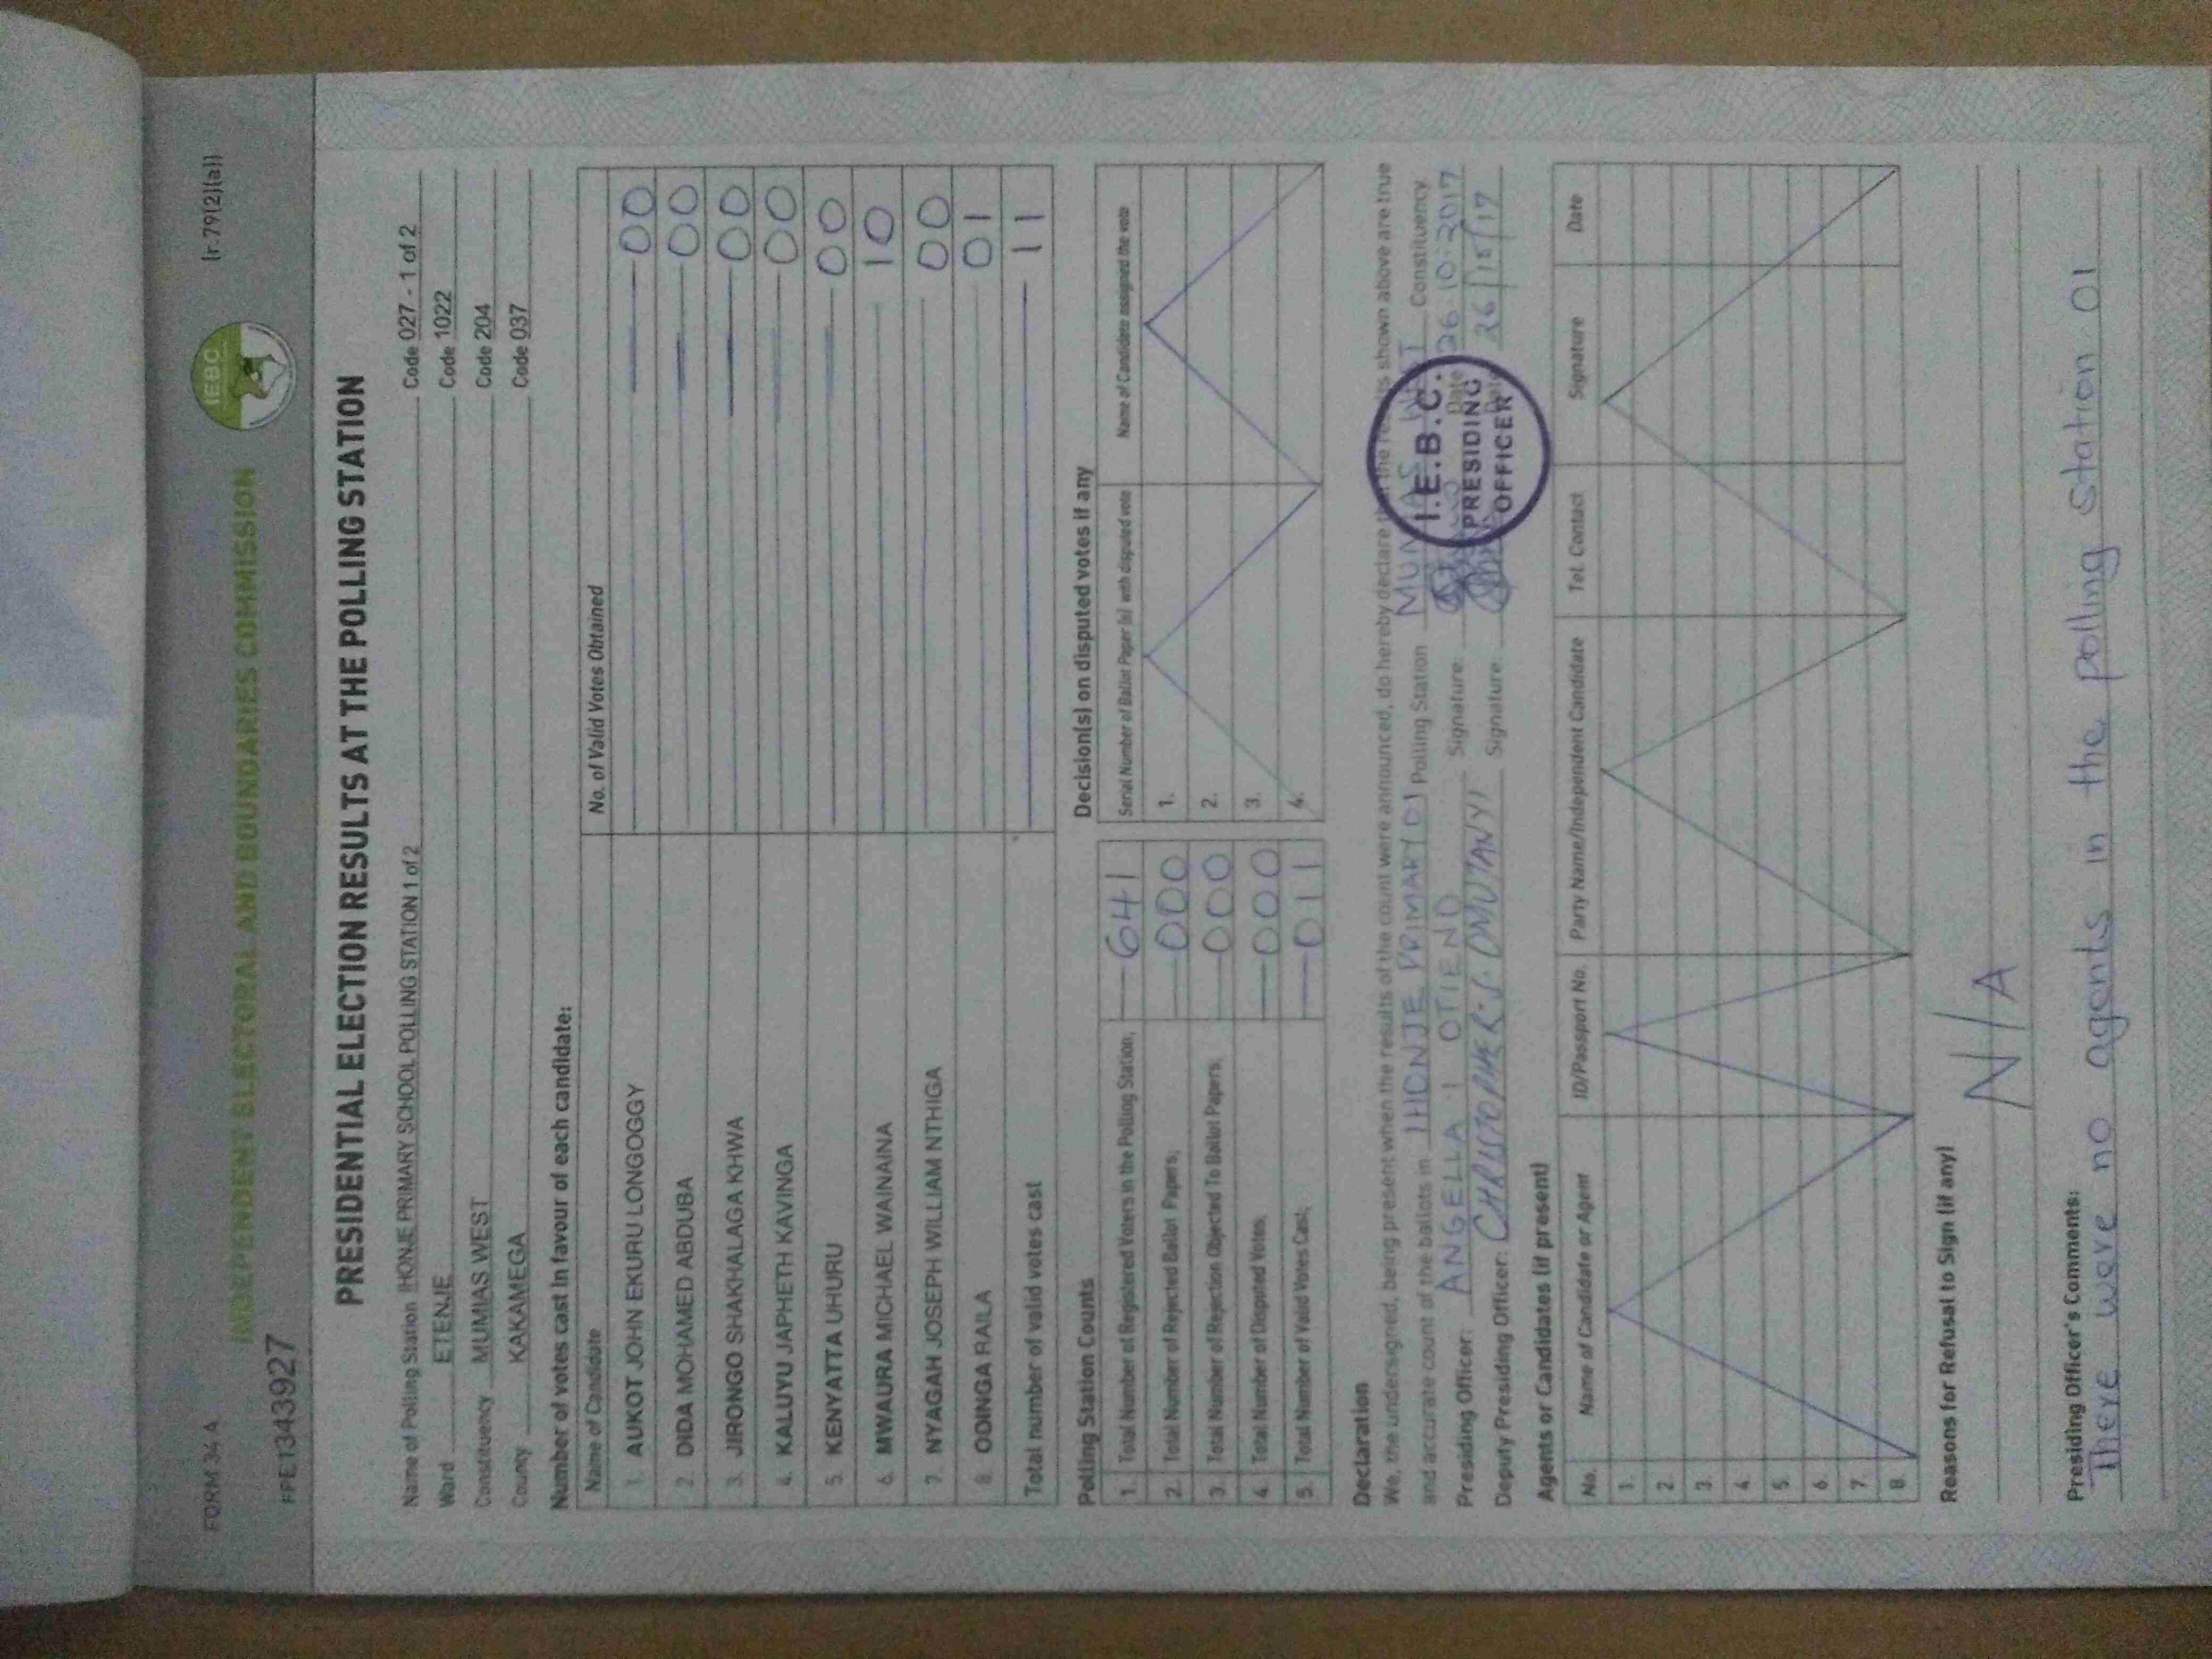 FORM 34 A (r.79(2)(a))
IEBC
INDEPENDENT ELECTORAL AND BOUNDARIES COMMISSION
PRESIDENTIAL ELECTION RESULTS AT THE POLLING STATION
Name of Polling Station IHONJE PRIMARY SCHOOL POLLING STATION 1 of 2 Code 027 - 1 of 2
Ward ETENJE Code 1022
Constituency MUMIAS WEST Code 204
County KAKAMEGA Code 037
Number of votes cast in favour of each candidate:
Name of Candidate No. of Valid Votes Obtained
1. AUKOT JOHN EKURU LONGOGGY 00
2. DIDA MOHAMED ABDUBA 00
3. JIRONGO SHAKHALAGA KHWA 00
4. KALUYU JAPHETH KAVINGA 00
5. KENYATTA UHURU 00
6. MWAURA MICHAEL WAINAINA 10
7. NYAGAH JOSEPH WILLIAM NTHIGA 00
8. ODINGA RAILA 01
Total number of valid votes cast 11
Polling Station Counts
1. Total Number of Registered Voters in the Polling Station, 641
2. Total Number of Rejected Ballot Papers, 000
3. Total Number of Rejection Objected To Ballot Papers, 000
4. Total Number of Disputed Votes, 000
5. Total Number of Valid Votes Cast, 011
Decision(s) on disputed votes if any
Serial Number of Ballot Paper (s) with disputed vote Name of Candidate assigned the vote
1.
2.
3.
4.
Declaration
We, the undersigned, being present when the results of the count were announced, do hereby declare the results shown above are true
and accurate count of the ballots in IHONJE PRIMARY 01 Polling Station MUMIAS WEST Constituency.
Presiding Officer: ANGELLA I OTIENO Signature: Date 26.10.2017
Deputy Presiding Officer: CHRISTOPHER.S.OMUTANYI Signature: Date 26/10/17
I.E.B.C.
PRESIDING
OFFICER
Agents or Candidates (if present)
No. Name of Candidate or Agent ID/Passport No. Party Name/Independent Candidate Tel. Contact Signature Date
1.
2.
3.
4.
5.
6.
7.
8.
Reasons for Refusal to Sign (if any)
N/A
Presiding Officer's Comments:
There were no agents in the polling station 01